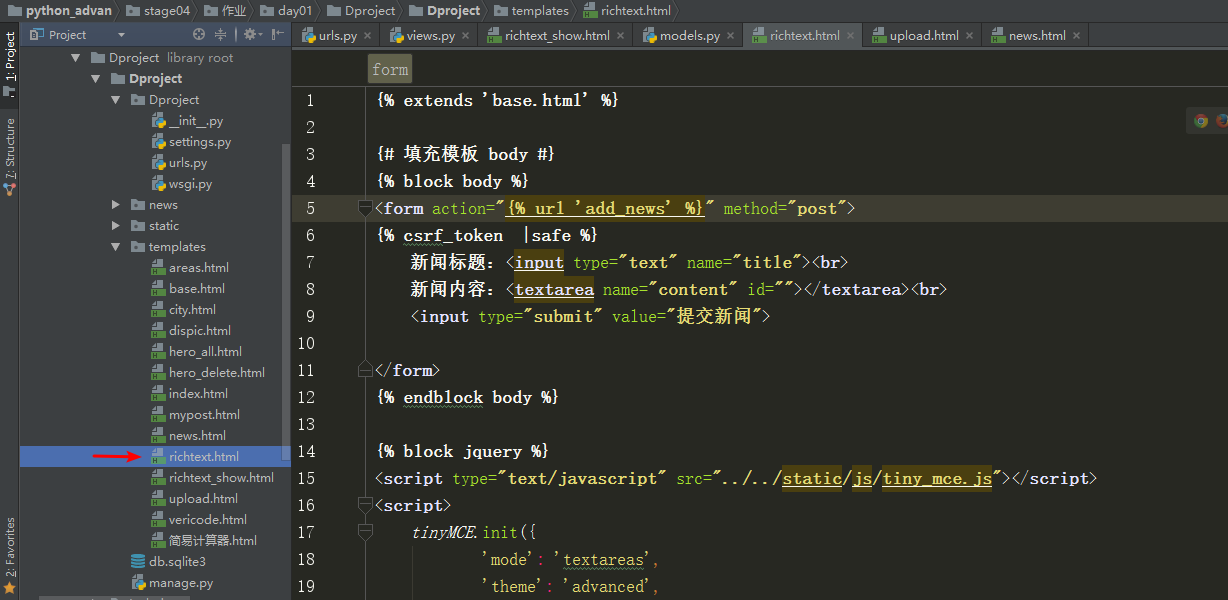 python_advan stage04 作业 day01 Dproject Dproject templates richtext.html
Project
urls.py views.py richtext_show.html models.py richtext.html upload.html news.html
1: Project
7: Structure
2: Favorites
Dproject library root
Dproject
Dproject
__init__.py
settings.py
urls.py
wsgi.py
news
static
templates
areas.html
base.html
city.html
dispic.html
hero_all.html
hero_delete.html
index.html
mypost.html
news.html
richtext.html
richtext_show.html
upload.html
vericode.html
简易计算器.html
db.sqlite3
manage.py
form
1 {% extends 'base.html' %}
2
3 {# 填充模板 body #}
4 {% block body %}
5 <form action="{% url 'add_news' %}" method="post">
6 {% csrf_token  |safe %}
7 新闻标题：<input type="text" name="title"><br>
8 新闻内容：<textarea name="content" id=""></textarea><br>
9 <input type="submit" value="提交新闻">
10
11 </form>
12 {% endblock body %}
13
14 {% block jquery %}
15 <script type="text/javascript" src="../../static/js/tiny_mce.js"></script>
16 <script>
17 tinyMCE.init({
18 'mode': 'textareas',
19 'theme': 'advanced',